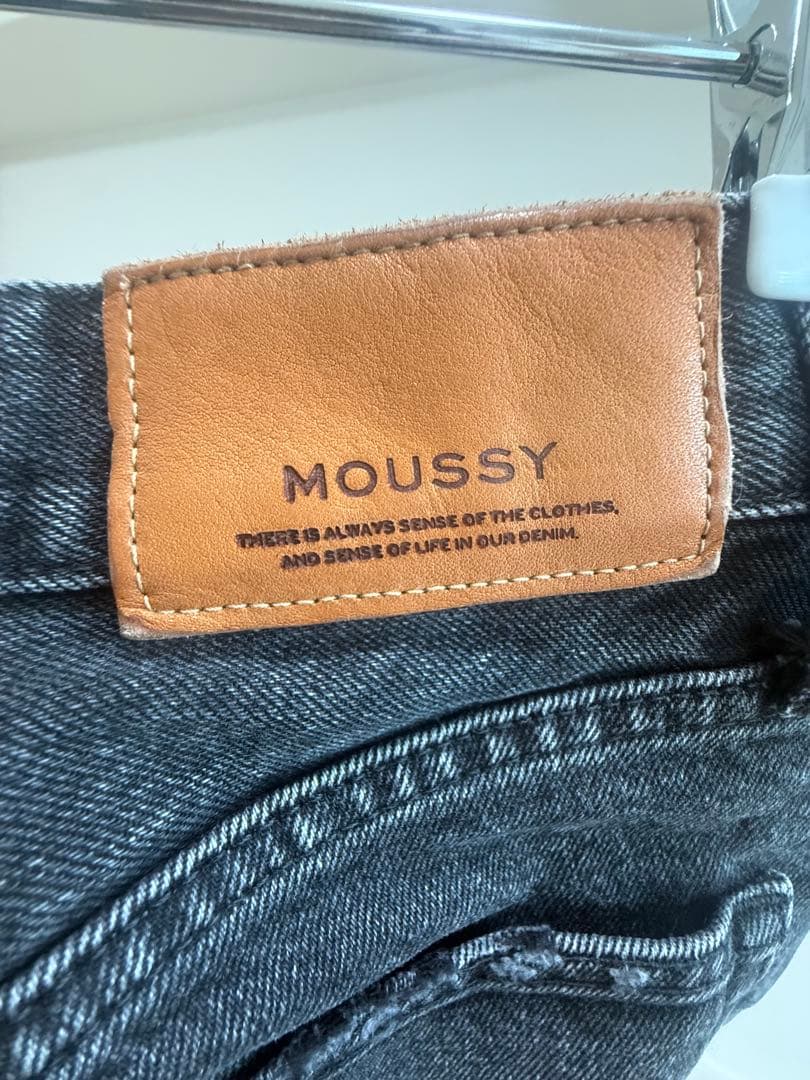 MOUSSY
THERE IS ALWAYS SENSE OF THE CLOTHES,
AND SENSE OF LIFE IN OUR DENIM.